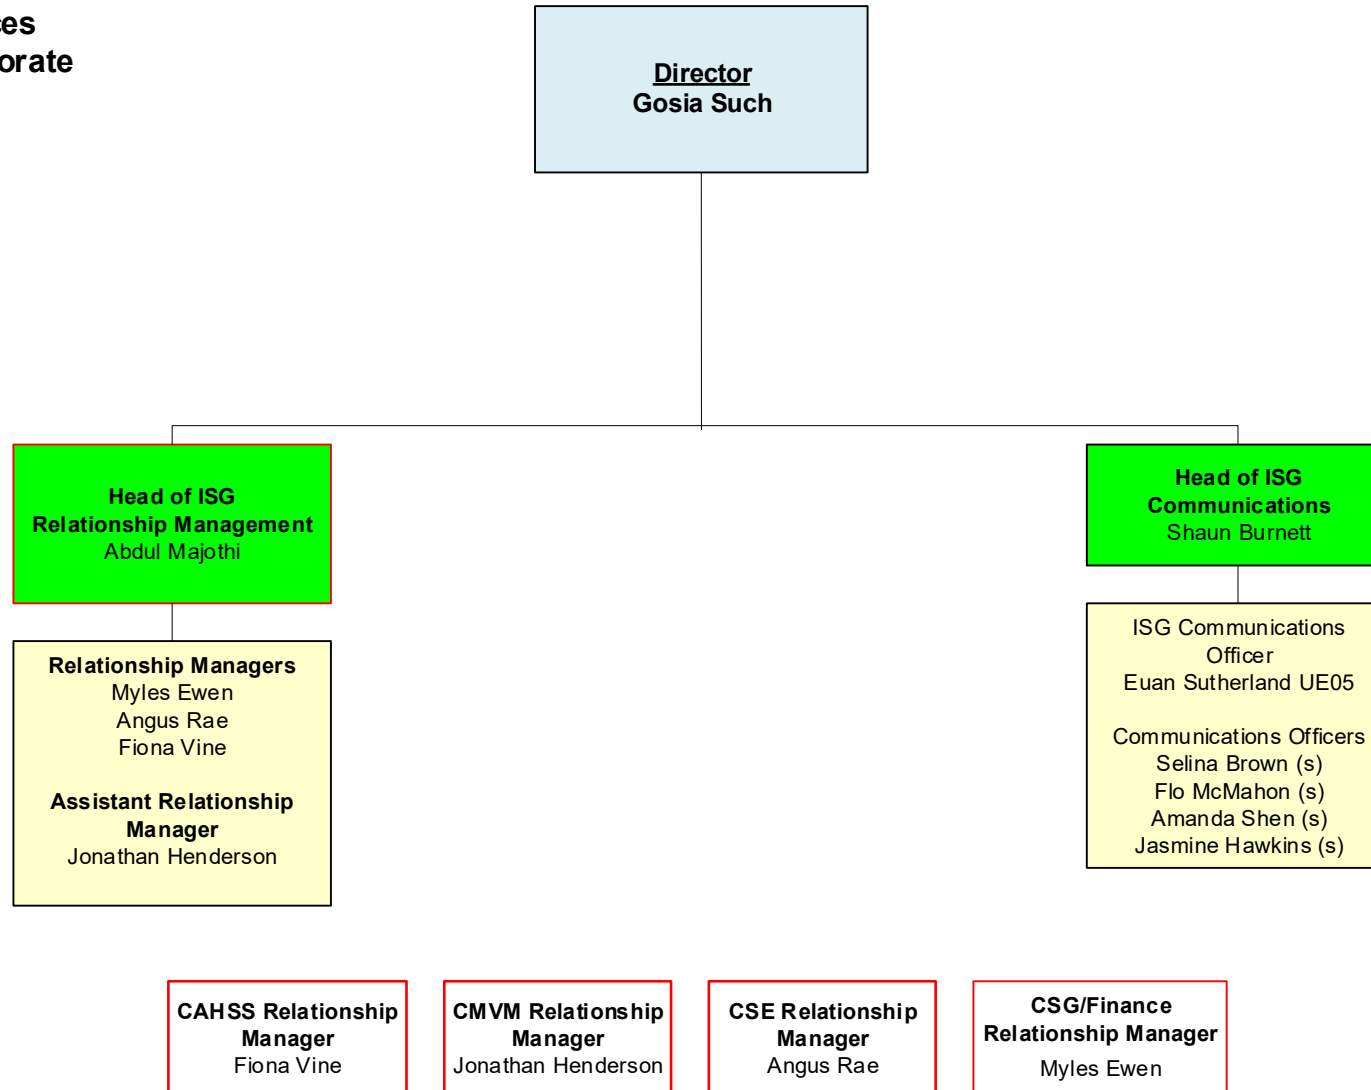 ces
orate
Director
Gosia Such
Head of ISG
Relationship Management
Abdul Majothi
Head of ISG
Communications
Shaun Burnett
Relationship Managers
Myles Ewen
Angus Rae
Fiona Vine
Assistant Relationship
Manager
Jonathan Henderson
ISG Communications
Officer
Euan Sutherland UE05
Communications Officers
Selina Brown (s)
Flo McMahon (s)
Amanda Shen (s)
Jasmine Hawkins (s)
CAHSS Relationship
Manager
Fiona Vine
CMVM Relationship
Manager
Jonathan Henderson
CSE Relationship
Manager
Angus Rae
CSG/Finance
Relationship Manager
Myles Ewen